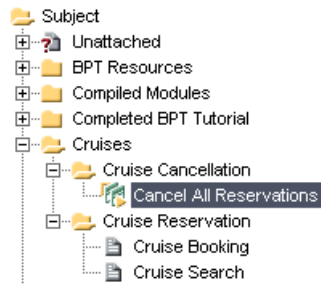 Subject
Unattached
BPT Resources
Compiled Modules
Completed BPT Tutorial
Cruises
Cruise Cancellation
Cancel All Reservations
Cruise Reservation
Cruise Booking
Cruise Search